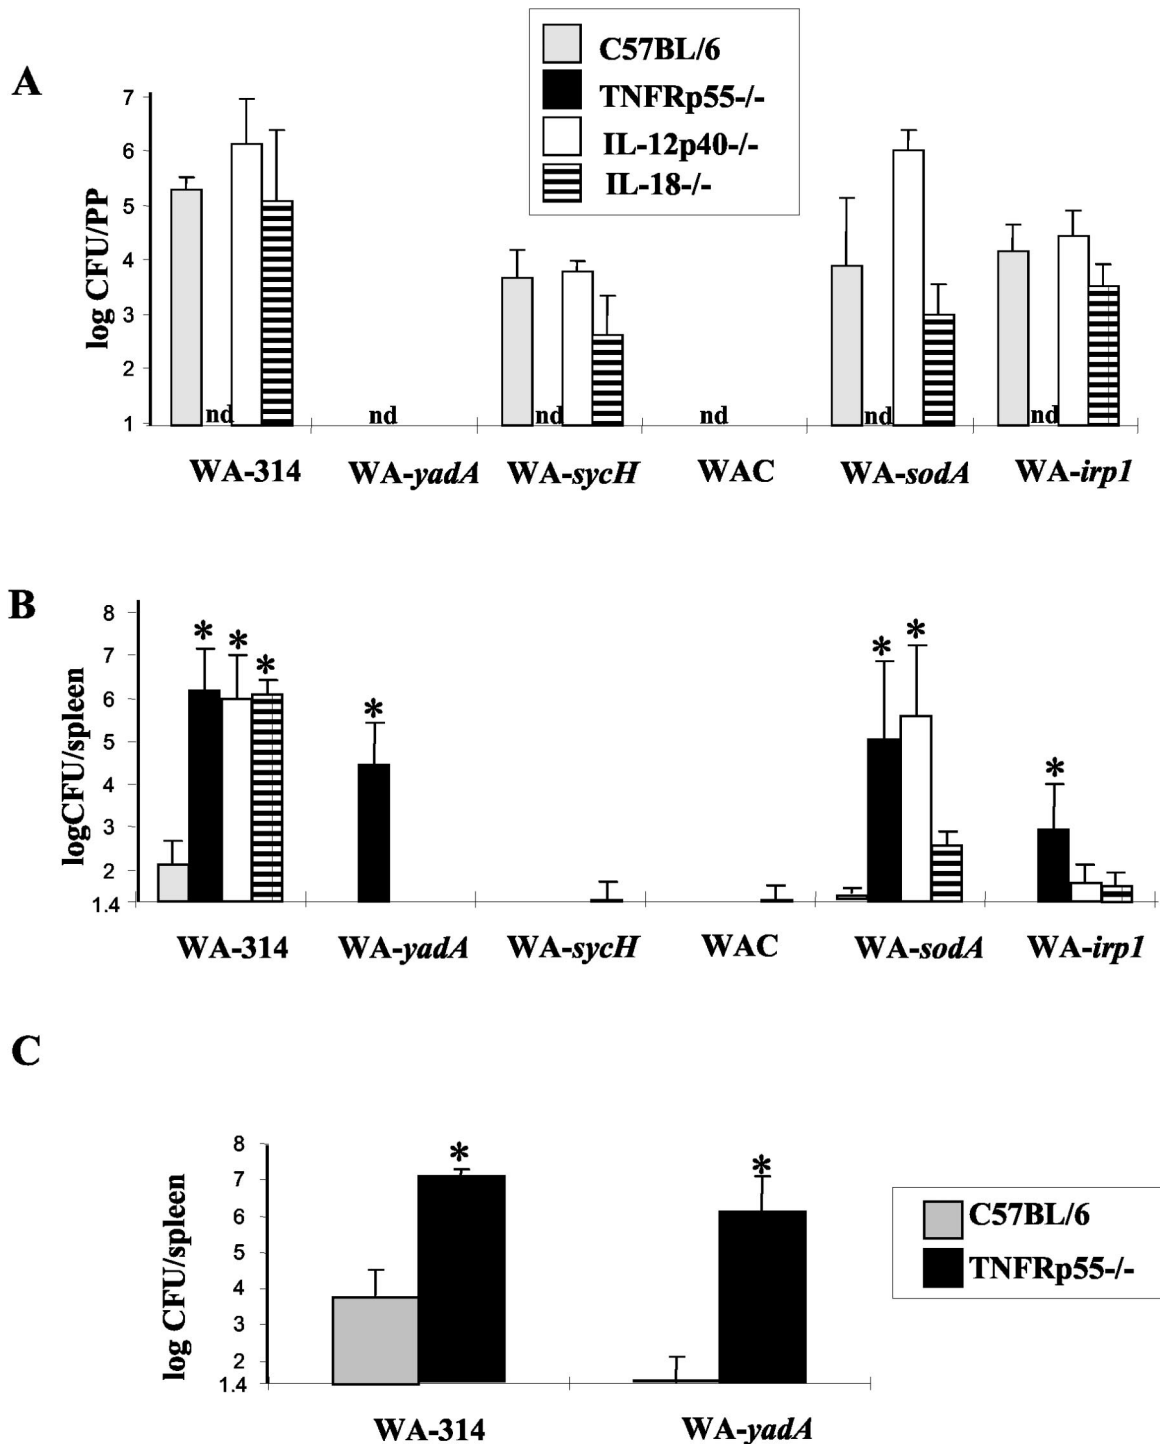 A
C57BL/6
TNFRp55-/-
IL-12p40-/-
IL-18-/-
log CFU/PP
7
6
5
4
3
2
1
nd nd nd nd nd nd
WA-314 WA-yadA WA-sycH WAC WA-sodA WA-irp1
B
logCFU/spleen
8
7
6
5
4
3
2
1.4
* * * * * * *
WA-314 WA-yadA WA-sycH WAC WA-sodA WA-irp1
C
log CFU/spleen
8
7
6
5
4
3
2
1.4
* *
C57BL/6
TNFRp55-/-
WA-314 WA-yadA